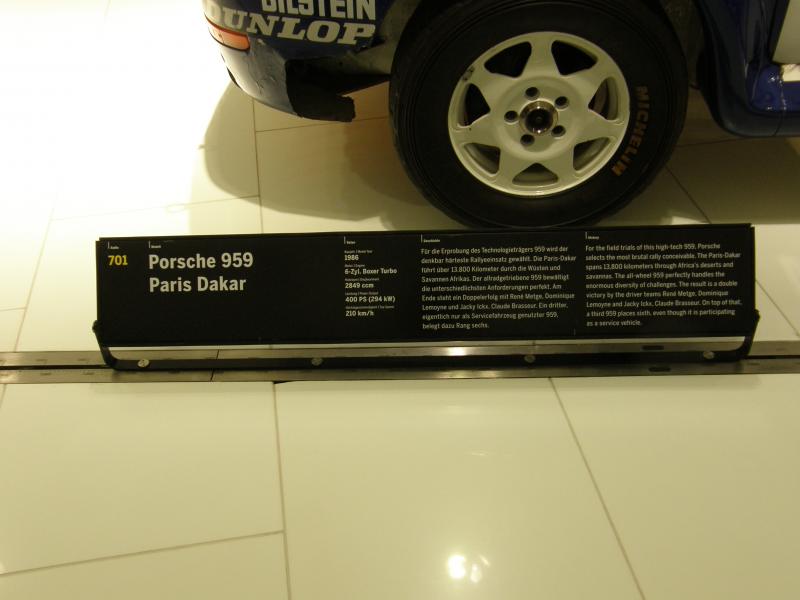 BILSTEIN
DUNLOP
MICHELIN
701
Porsche 959
Paris Dakar
1986
6-Zyl. Boxer Turbo
2849 ccm
400 PS (294 kW)
210 km/h
Geschichte
Für die Erprobung des Technologieträgers 959 wird der
denkbar härteste Rallyeeinsatz gewählt. Die Paris-Dakar
führt über 13.800 Kilometer durch die Wüsten und
Savannen Afrikas. Der allradgetriebene 959 bewältigt
die unterschiedlichsten Anforderungen perfekt. Am
Ende steht ein Doppelerfolg mit René Metge, Dominique
Lemoyne und Jacky Ickx, Claude Brasseur. Ein dritter,
eigentlich nur als Servicefahrzeug genutzter 959,
belegt dazu Rang sechs.
History
For the field trials of this high-tech 959, Porsche
selects the most brutal rally conceivable. The Paris-Dakar
spans 13,800 kilometers through Africa's deserts and
savannas. The all-wheel 959 perfectly handles the
enormous diversity of challenges. The result is a double
victory by the driver teams René Metge, Dominique
Lemoyne and Jacky Ickx, Claude Brasseur. On top of that,
a third 959 places sixth, even though it is participating
as a service vehicle.